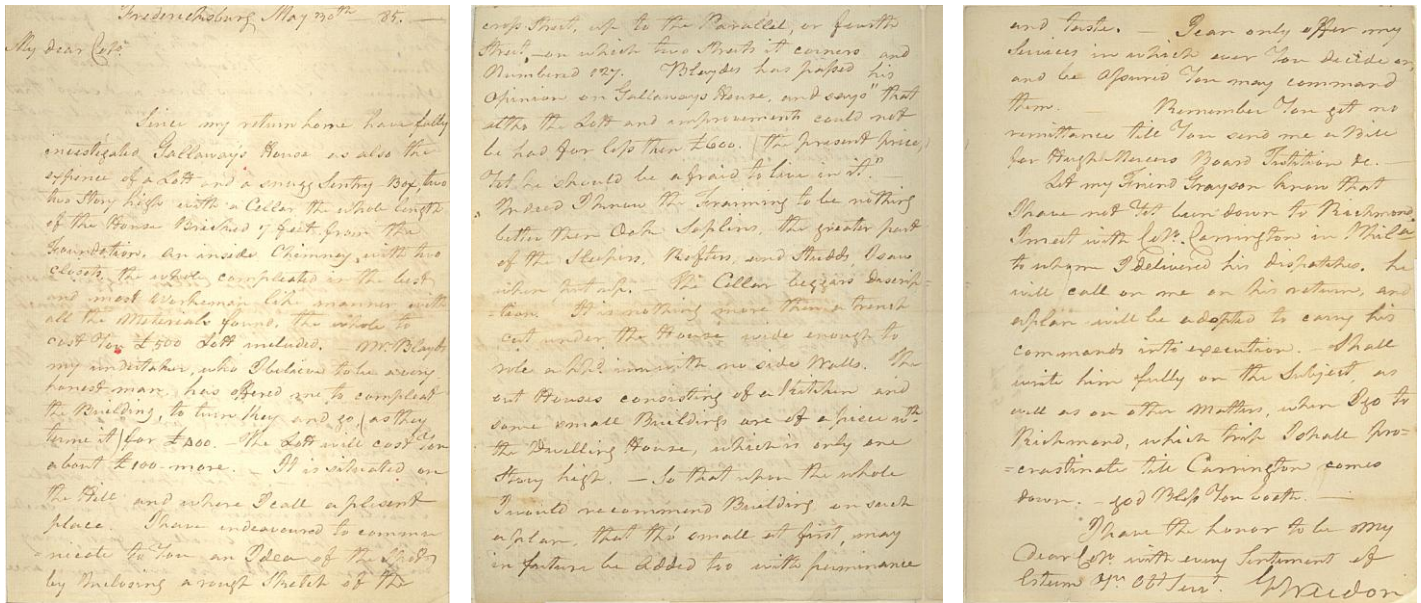 Fredericksburg May 30th - 85. -
My dear Colo.
Since my return home have fully
investigated Gallaways House as also the
expence of a Lott and a snugg Sentry-Box, two
two Story high with a Cellar the whole length
of the House Bricked 7 feet from the
Foundation. An inside Chimney, with two
closets, the whole compleated in the best
and most Workman like manner with
all the Materials found, the whole to
cost You £500 Lott included. - Mr. Blaydes
my undertaker, who I believe to be a very
honest man, has offered me to compleat
the Building, to turn Key and go (as they
turne it) for £400. - the Lott will cost You
about £100 more. - It is situated on
the Hill and where I call a plesent
place. I have endeavoured to commu
nicate to You an Idea of the
by Inclosing a rough Sketch of the
cross Street, up to the Parallel, or fourth
Street, - on which two Streets it corners and
Numbered 127. Blaydes has passed his
Opinion on Gallaways House, and says "that
altho the Lott and improvements could not
be had for less then £600. (the present price,)
Yet he should be afraid to live in it." -
Indeed I know the Framing to be nothing
better then Oak Saplins, the greater part
of the Sleepers, Rafters, and Studds I saw
when put up. - The Cellar beggars Descrip=
=tion. It is nothing more then a trench
cut under the House wide enough to
role a hhd. in with no side Walls. The
out Houses consisting of a Kitchen and
some small Buildings are of a piece wth.
the Dwelling House, which is only one
Story high. - So that upon the whole
I would recommend Building on such
a plan, that tho' small at first, may
in future be added too with perminance
and taste. - I can only offer my
Services in which ever You decide on,
and be Assured You may command
them. - Remember You get no
remittance till You send me a Bill
for Hugh Mercers Board Tuition &c. -
Let my Friend Grayson know that
I have not Yet been down to Richmond.
I met with Colo. Carrington in Phila
to whom I delivered his dispatches. he
will call on me on his return, and
a plan will be adopted to carry his
commands into execution. - I Shall
write him fully on the Subject, as
well as on other Matters, when I go to
Richmond, which trip I shall pro=
=crastinate till Carrington comes
down. - god Bless You both. -
I have the honor to be My
Dear Colo. with every Sentiment of
Esteem Yr. Obt. Servt. GWeedon